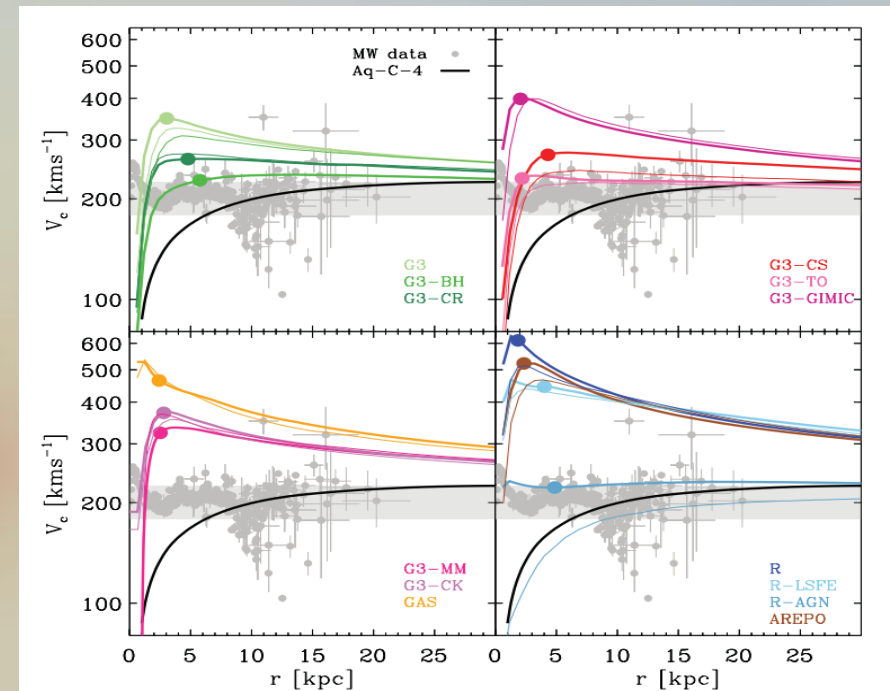 600
500
400
300
200
100
V_c [kms⁻¹]
MW data
Aq-C-4
G3
G3-BH
G3-CR
G3-CS
G3-TO
G3-GIMIC
600
500
400
300
200
100
V_c [kms⁻¹]
G3-MM
G3-CK
GAS
R
R-LSFE
R-AGN
AREPO
0 5 10 15 20 25
0 5 10 15 20 25
r [kpc]
r [kpc]